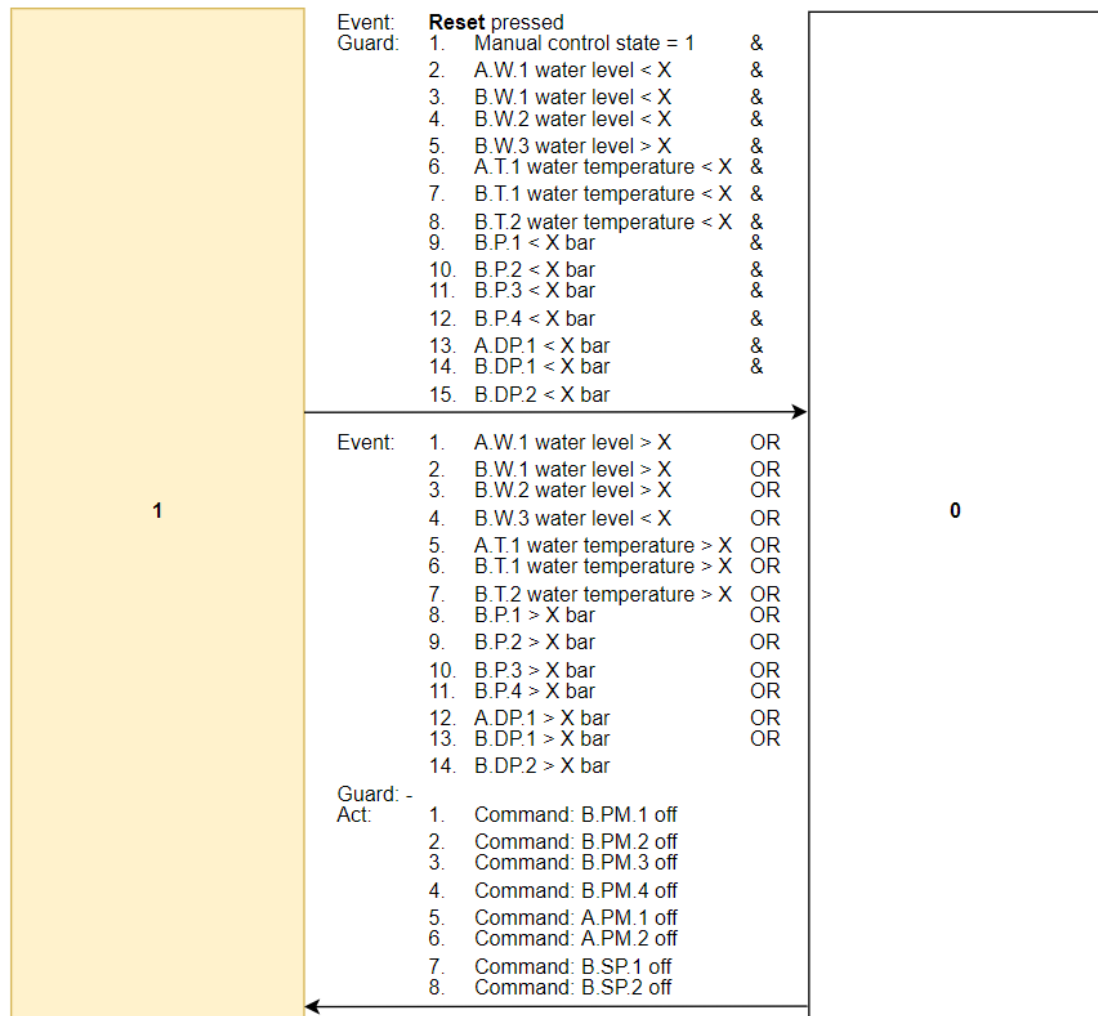 Event: Reset pressed
Guard: 1. Manual control state = 1 &
2. A.W.1 water level < X &
3. B.W.1 water level < X &
4. B.W.2 water level < X &
5. B.W.3 water level > X &
6. A.T.1 water temperature < X &
7. B.T.1 water temperature < X &
8. B.T.2 water temperature < X &
9. B.P.1 < X bar &
10. B.P.2 < X bar &
11. B.P.3 < X bar &
12. B.P.4 < X bar &
13. A.DP.1 < X bar &
14. B.DP.1 < X bar &
15. B.DP.2 < X bar
Event: 1. A.W.1 water level > X OR
2. B.W.1 water level > X OR
3. B.W.2 water level > X OR
4. B.W.3 water level < X OR
5. A.T.1 water temperature > X OR
6. B.T.1 water temperature > X OR
7. B.T.2 water temperature > X OR
8. B.P.1 > X bar OR
9. B.P.2 > X bar OR
10. B.P.3 > X bar OR
11. B.P.4 > X bar OR
12. A.DP.1 > X bar OR
13. B.DP.1 > X bar OR
14. B.DP.2 > X bar
Guard: -
Act: 1. Command: B.PM.1 off
2. Command: B.PM.2 off
3. Command: B.PM.3 off
4. Command: B.PM.4 off
5. Command: A.PM.1 off
6. Command: A.PM.2 off
7. Command: B.SP.1 off
8. Command: B.SP.2 off
1
0